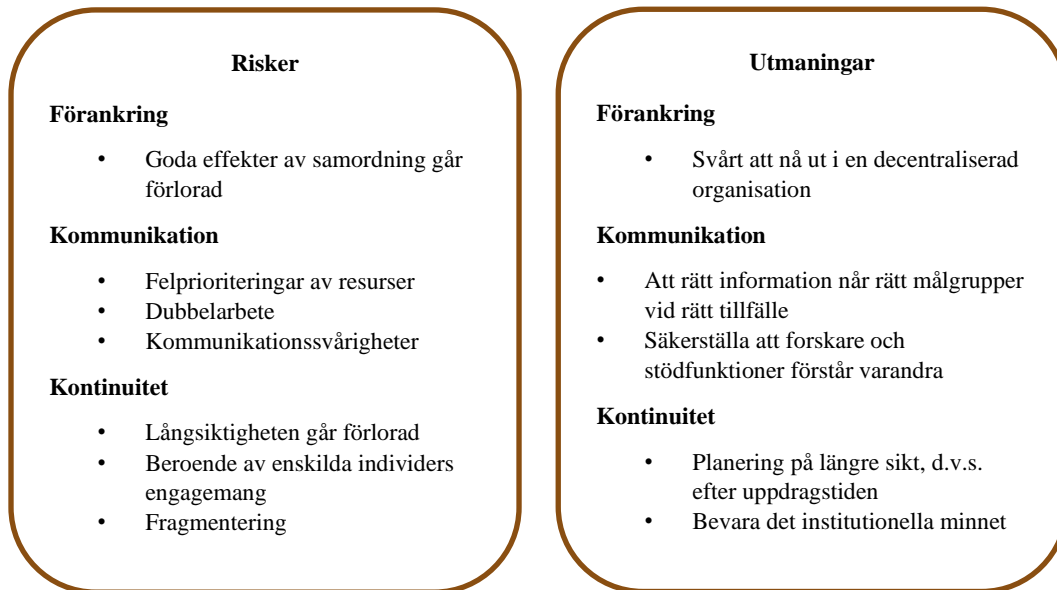 Risker
Förankring
• Goda effekter av samordning går
förlorad
Kommunikation
• Felprioriteringar av resurser
• Dubbelarbete
• Kommunikationssvårigheter
Kontinuitet
• Långsiktigheten går förlorad
• Beroende av enskilda individers
engagemang
• Fragmentering
Utmaningar
Förankring
• Svårt att nå ut i en decentraliserad
organisation
Kommunikation
• Att rätt information når rätt målgrupper
vid rätt tillfälle
• Säkerställa att forskare och
stödfunktioner förstår varandra
Kontinuitet
• Planering på längre sikt, d.v.s.
efter uppdragstiden
• Bevara det institutionella minnet